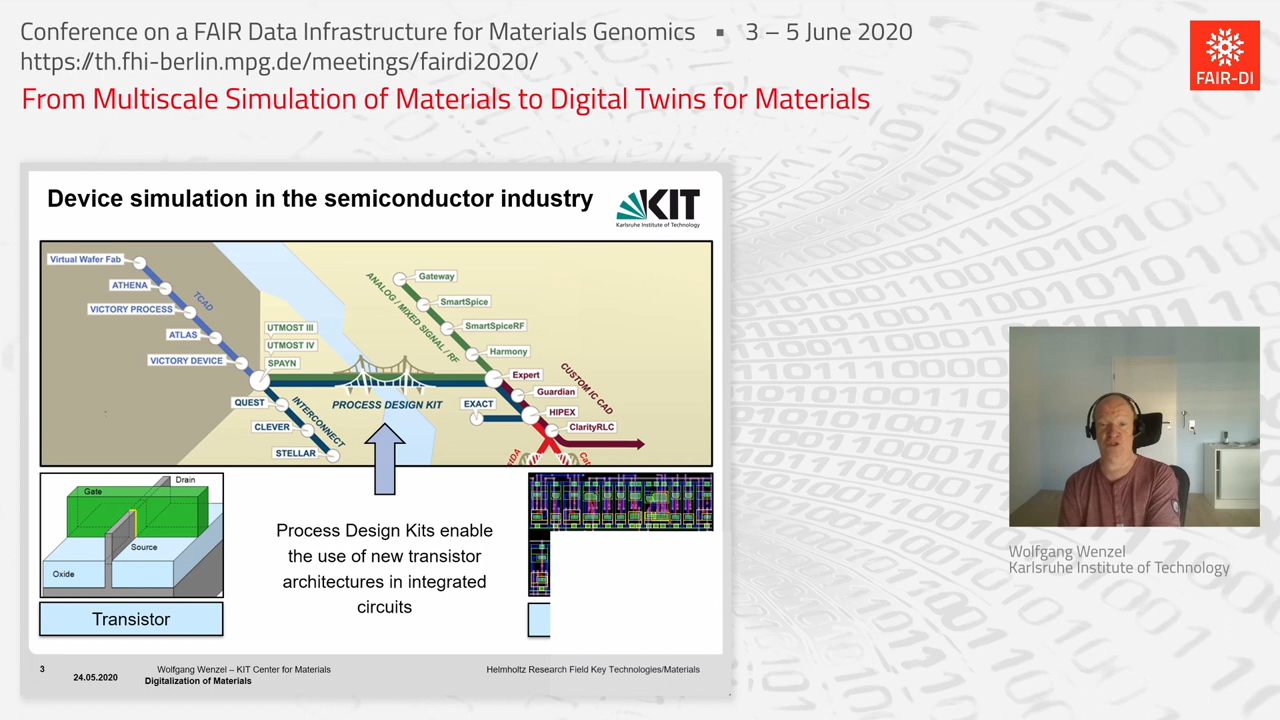 Conference on a FAIR Data Infrastructure for Materials Genomics ▪ 3 – 5 June 2020
https://th.fhi-berlin.mpg.de/meetings/fairdi2020/
From Multiscale Simulation of Materials to Digital Twins for Materials
FAIR-DI
Device simulation in the semiconductor industry
KIT
Karlsruhe Institute of Technology
Virtual Wafer Fab
ATHENA
VICTORY PROCESS
ATLAS
VICTORY DEVICE
TCAD
UTMOST III
UTMOST IV
SPAYN
QUEST
CLEVER
STELLAR
INTERCONNECT
PROCESS DESIGN KIT
ANALOG / MIXED SIGNAL / RF
Gateway
SmartSpice
SmartSpiceRF
Harmony
Expert
Guardian
HIPEX
ClarityRLC
EXACT
CUSTOM IC CAD
Gate
Drain
Source
Oxide
Transistor
Process Design Kits enable
the use of new transistor
architectures in integrated
circuits
3
24.05.2020
Wolfgang Wenzel – KIT Center for Materials
Digitalization of Materials
Helmholtz Research Field Key Technologies/Materials
Wolfgang Wenzel
Karlsruhe Institute of Technology